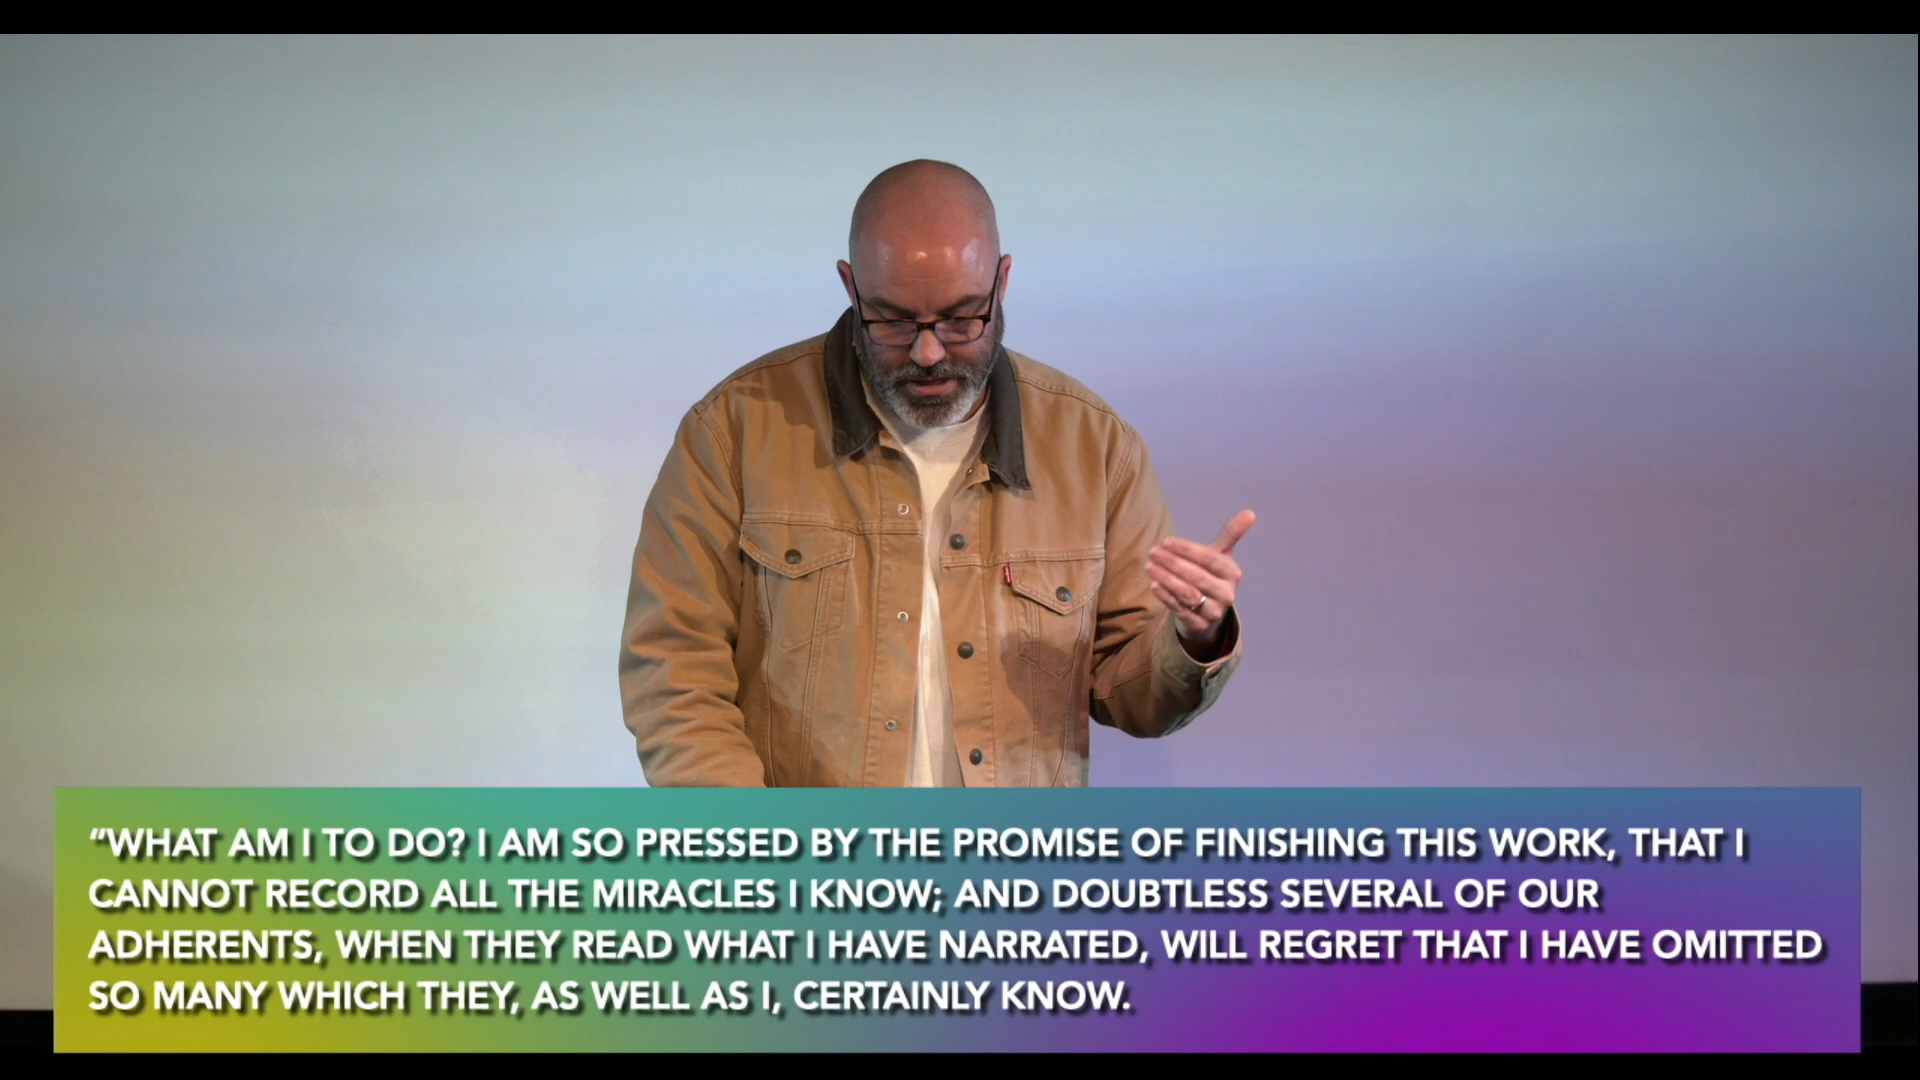 “WHAT AM I TO DO? I AM SO PRESSED BY THE PROMISE OF FINISHING THIS WORK, THAT I
CANNOT RECORD ALL THE MIRACLES I KNOW; AND DOUBTLESS SEVERAL OF OUR
ADHERENTS, WHEN THEY READ WHAT I HAVE NARRATED, WILL REGRET THAT I HAVE OMITTED
SO MANY WHICH THEY, AS WELL AS I, CERTAINLY KNOW.